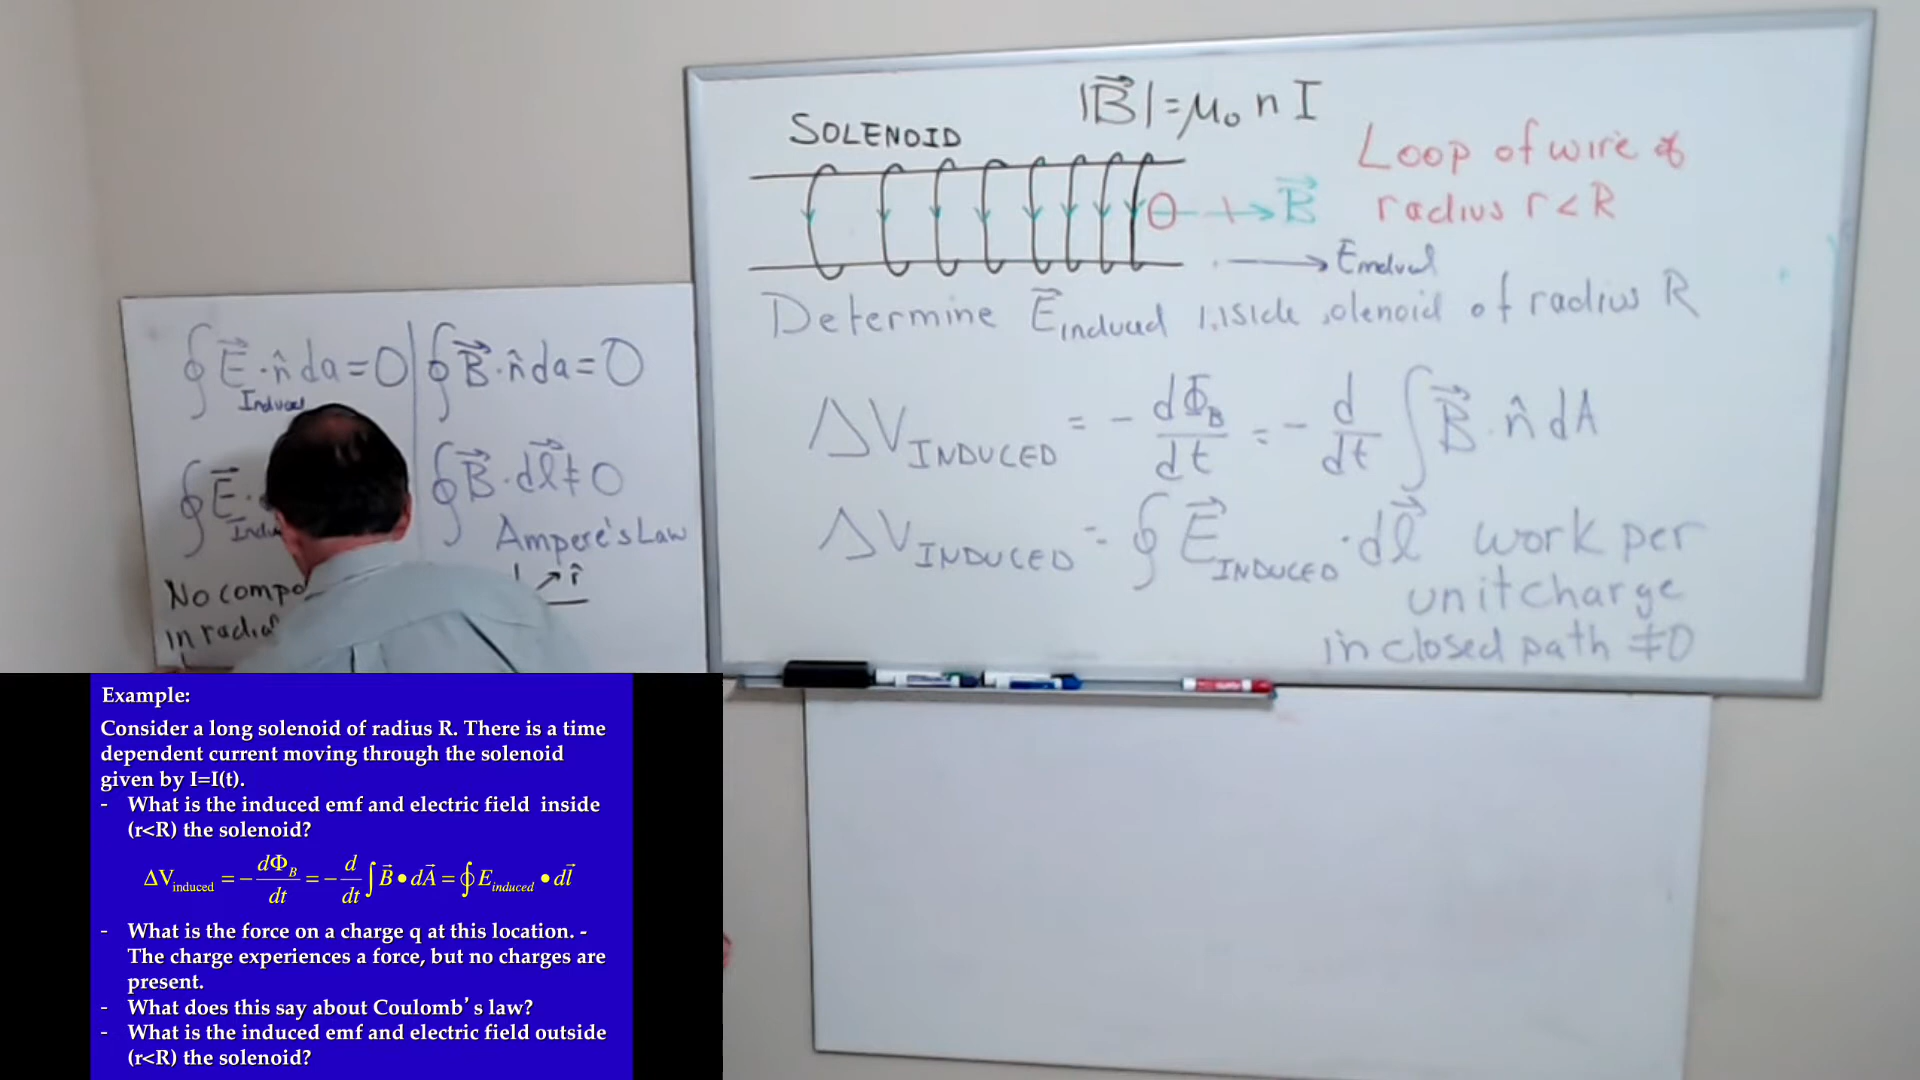 |B⃗| = μ₀ n I
SOLENOID
Loop of wire of
radius r < R
B⃗
Determine E⃗induced inside solenoid of radius R
ΔV INDUCED = - dΦB/dt = - d/dt ∫ B⃗ · n̂ dA
ΔV INDUCED = ∮ E⃗ INDUCED · dl⃗ work per
unit charge
in closed path ≠ 0
∮ E⃗ · n̂ da = 0 | ∮ B⃗ · n̂ da = 0
∮ E⃗ · ∮ B⃗ · dl⃗ ≠ 0
Ampere's Law
r̂
No compo
in radial
Example:
Consider a long solenoid of radius R. There is a time
dependent current moving through the solenoid
given by I=I(t).
- What is the induced emf and electric field inside
(r<R) the solenoid?
ΔV induced = - dΦB/dt = - d/dt ∫ B⃗ • dA⃗ = ∮ E induced • dl⃗
- What is the force on a charge q at this location. -
The charge experiences a force, but no charges are
present.
- What does this say about Coulomb's law?
- What is the induced emf and electric field outside
(r<R) the solenoid?